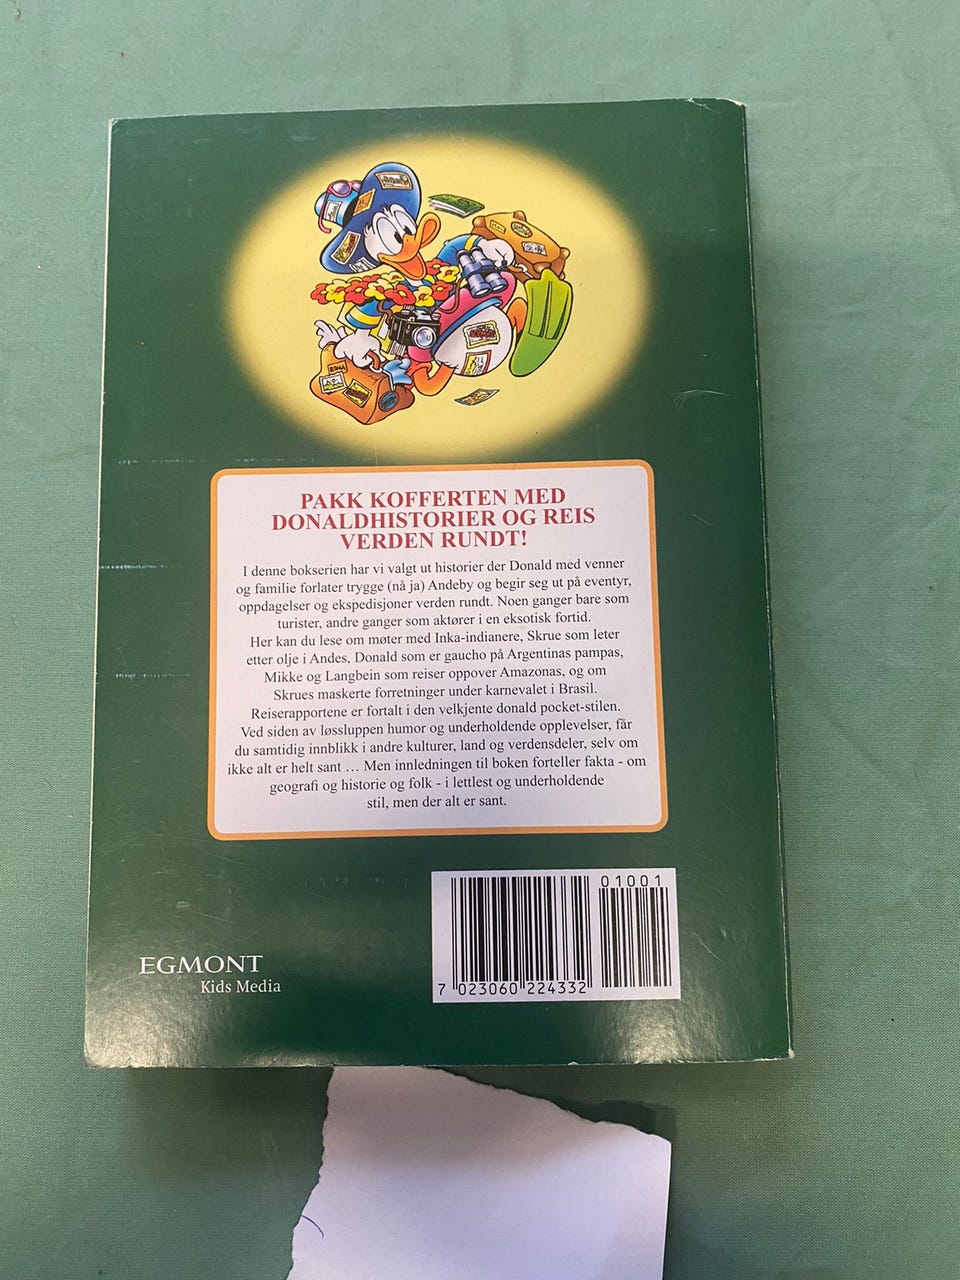 PAKK KOFFERTEN MED
DONALDHISTORIER OG REIS
VERDEN RUNDT!
I denne bokserien har vi valgt ut historier der Donald med venner
og familie forlater trygge (nå ja) Andeby og begir seg ut på eventyr,
oppdagelser og ekspedisjoner verden rundt. Noen ganger bare som
turister, andre ganger som aktører i en eksotisk fortid.
Her kan du lese om møter med Inka-indianere, Skrue som leter
etter olje i Andes, Donald som er gaucho på Argentinas pampas,
Mikke og Langbein som reiser oppover Amazonas, og om
Skrues maskerte forretninger under karnevalet i Brasil.
Reiserapportene er fortalt i den velkjente donald pocket-stilen.
Ved siden av løssluppen humor og underholdende opplevelser, får
du samtidig innblikk i andre kulturer, land og verdensdeler, selv om
ikke alt er helt sant … Men innledningen til boken forteller fakta - om
geografi og historie og folk - i lettlest og underholdende
stil, men der alt er sant.
01001
7 023060 224332
EGMONT
Kids Media